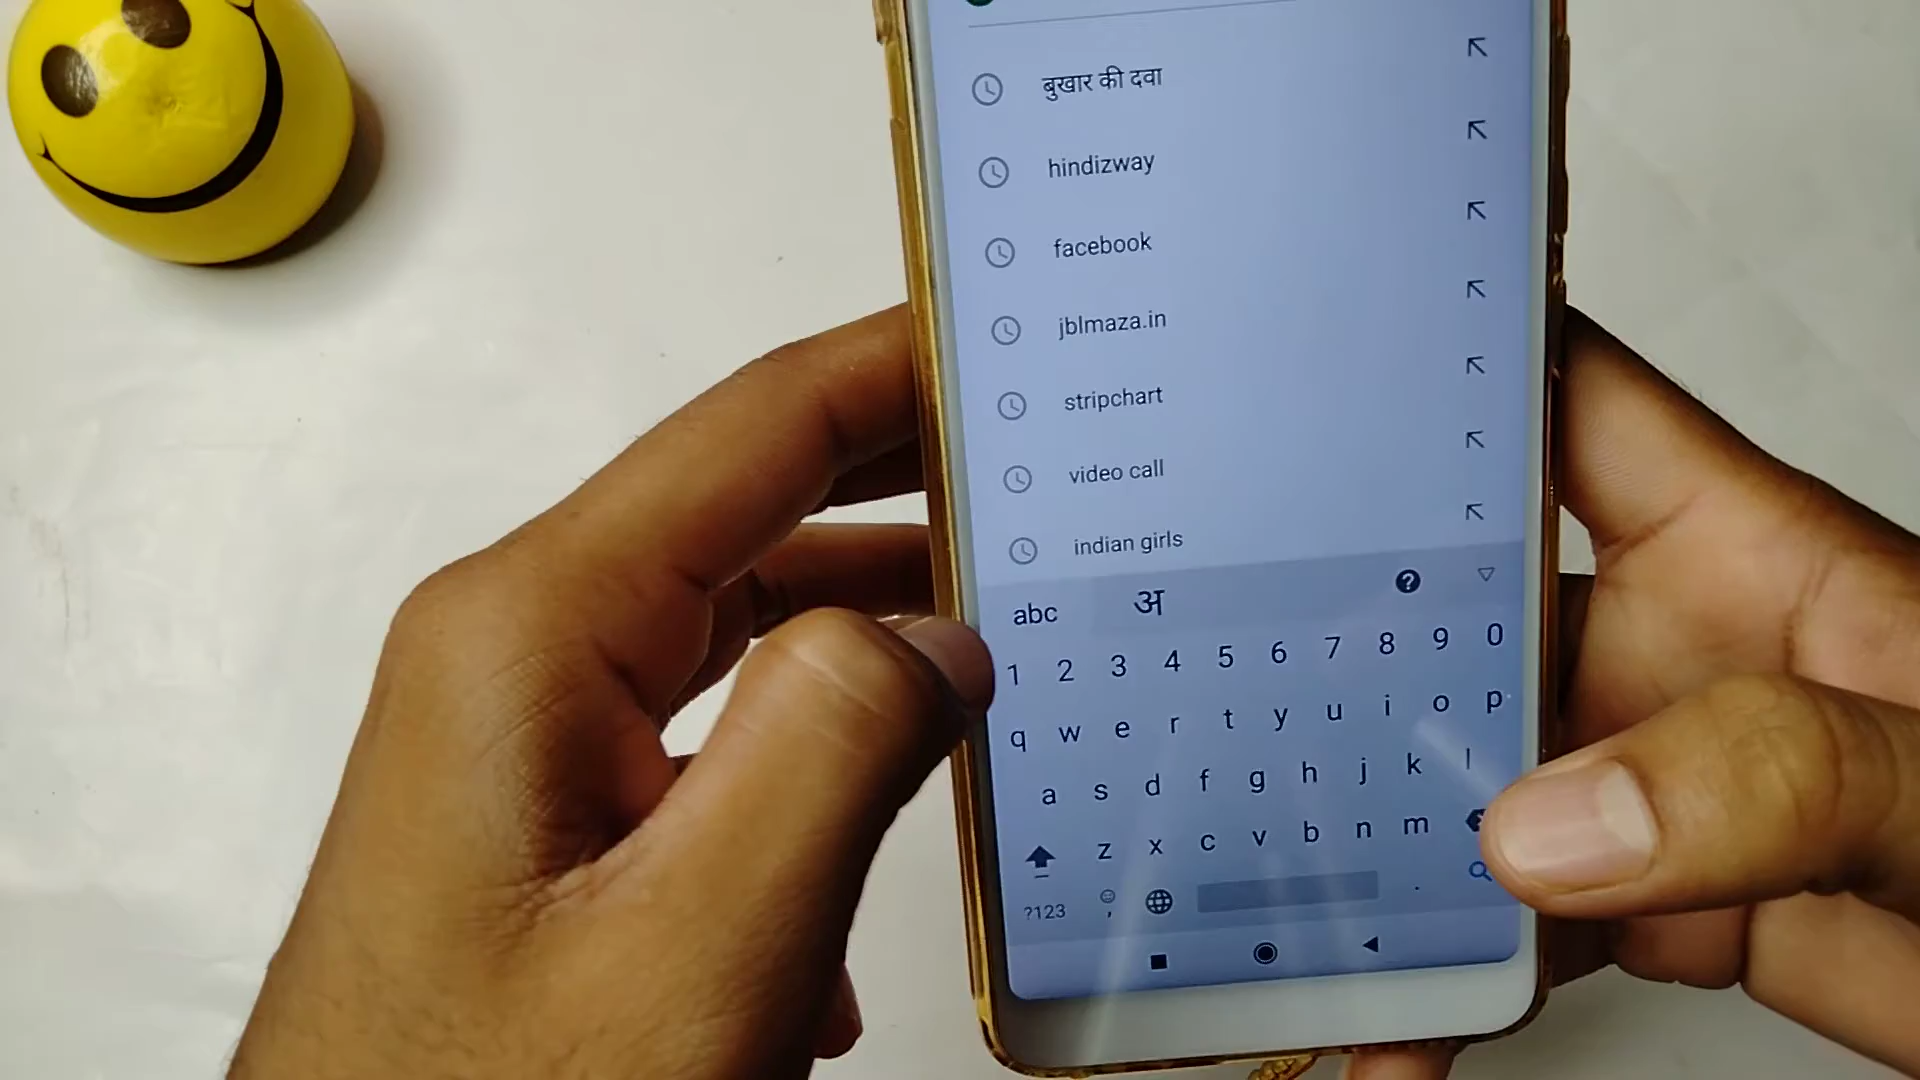 बुखार की दवा
hindizway
facebook
jblmaza.in
stripchart
video call
indian girls
abc अ ?
1 2 3 4 5 6 7 8 9 0
q w e r t y u i o p
a s d f g h j k l
z x c v b n m
?123 , .